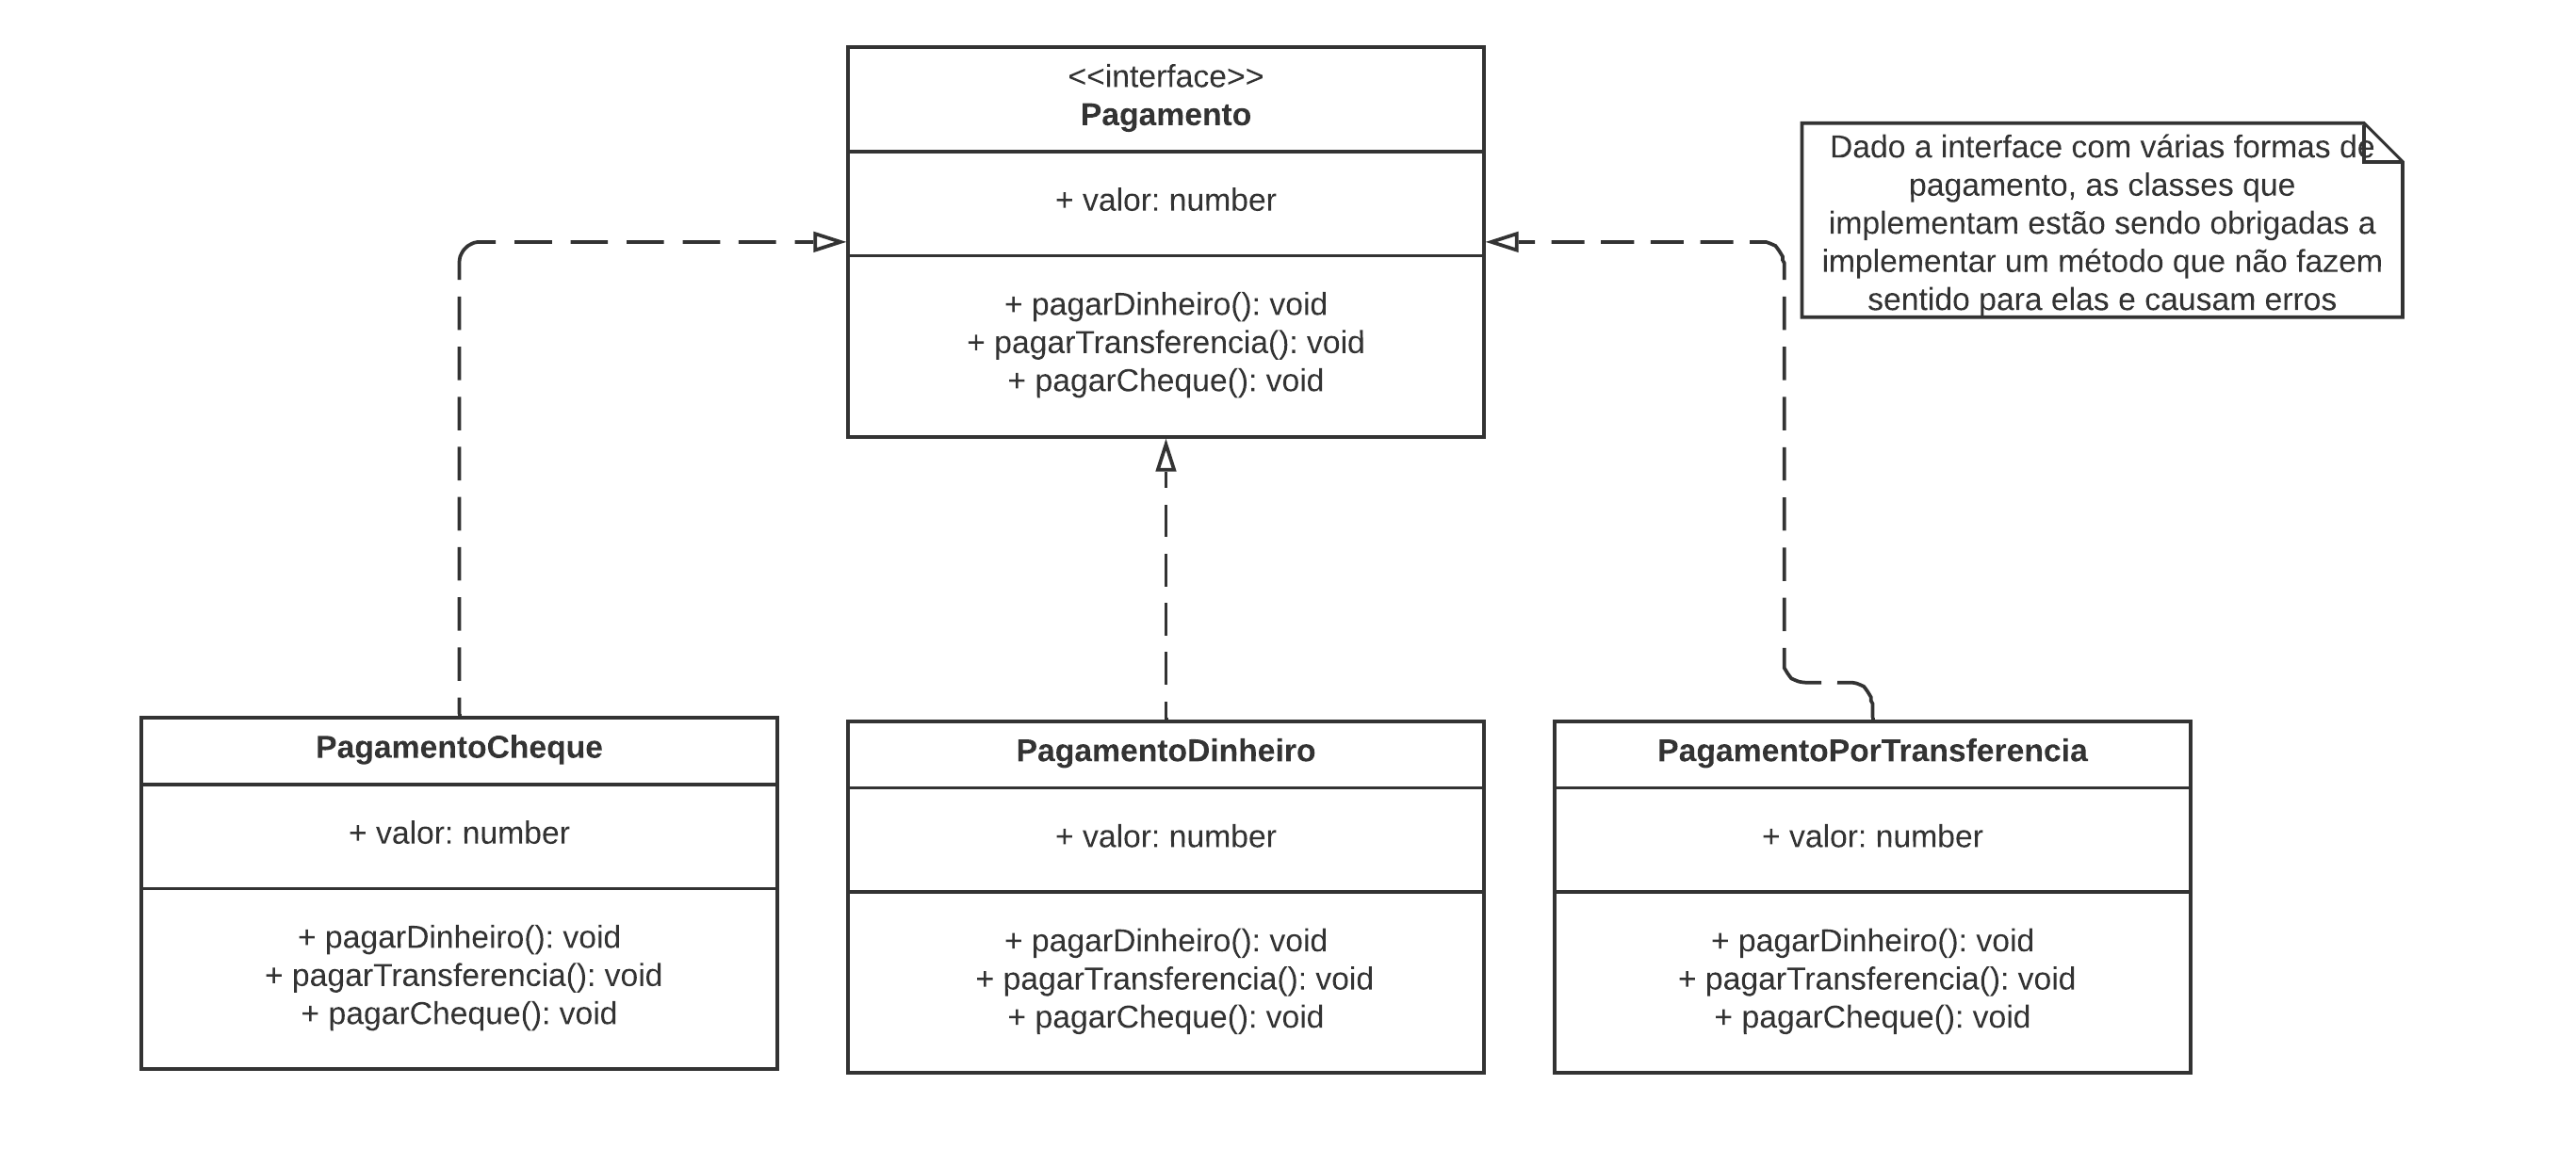 <<interface>>
Pagamento
+ valor: number
+ pagarDinheiro(): void
+ pagarTransferencia(): void
+ pagarCheque(): void
Dado a interface com várias formas de
pagamento, as classes que
implementam estão sendo obrigadas a
implementar um método que não fazem
sentido para elas e causam erros
PagamentoCheque
+ valor: number
+ pagarDinheiro(): void
+ pagarTransferencia(): void
+ pagarCheque(): void
PagamentoDinheiro
+ valor: number
+ pagarDinheiro(): void
+ pagarTransferencia(): void
+ pagarCheque(): void
PagamentoPorTransferencia
+ valor: number
+ pagarDinheiro(): void
+ pagarTransferencia(): void
+ pagarCheque(): void